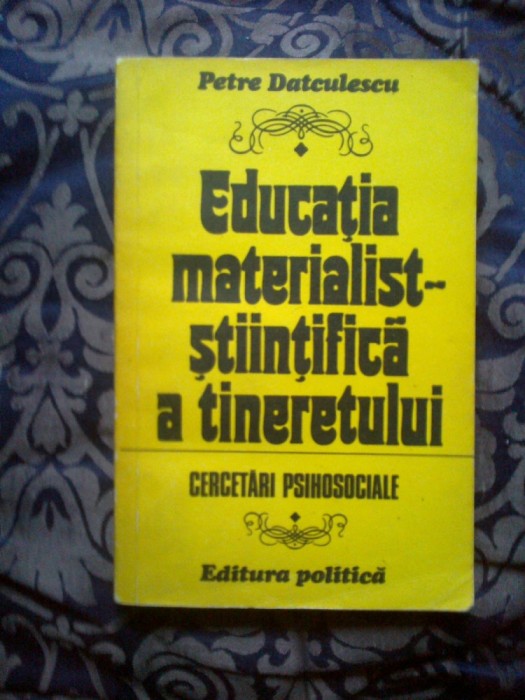 Petre Datculescu
Educaţia
materialist-
ştiinţifică
a tineretului
CERCETĂRI PSIHOSOCIALE
Editura politică